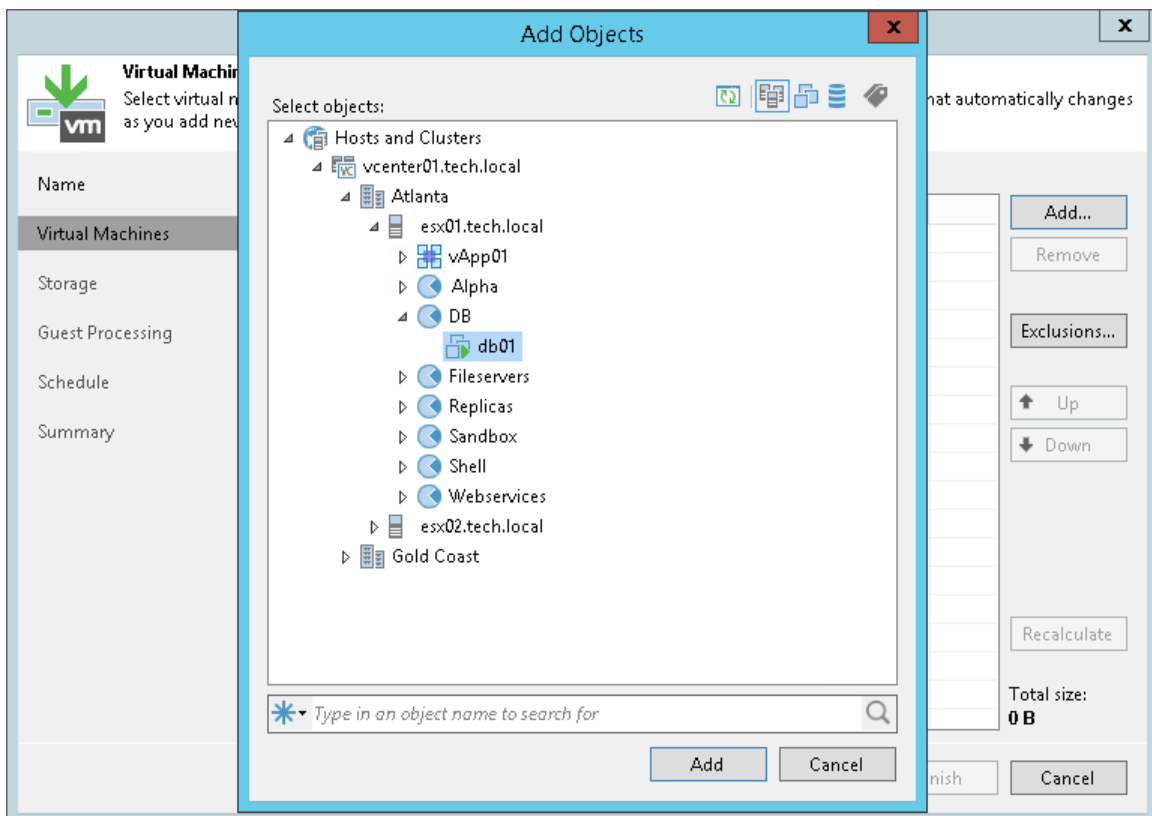 Add Objects
x
x
Virtual Machin
Select virtual n
hat automatically changes
as you add nev
vm
Select objects:
Hosts and Clusters
VC vcenter01.tech.local
Atlanta
esx01.tech.local
vApp01
Alpha
DB
db01
Fileservers
Replicas
Sandbox
Shell
Webservices
esx02.tech.local
Gold Coast
Type in an object name to search for
Add
Cancel
Name
Virtual Machines
Storage
Guest Processing
Schedule
Summary
Add...
Remove
Exclusions...
Up
Down
Recalculate
Total size:
0 B
nish
Cancel